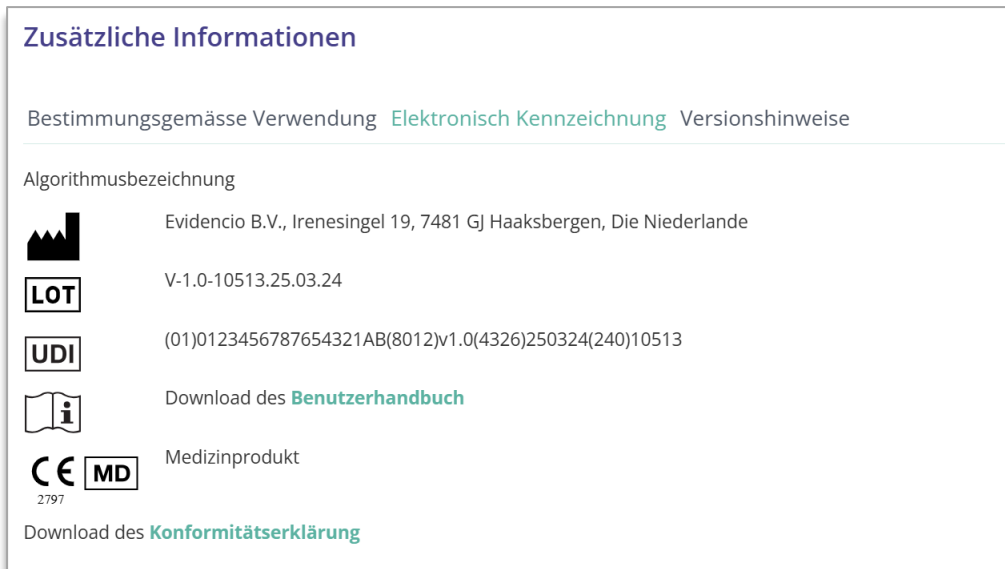 Zusätzliche Informationen
Bestimmungsgemässe Verwendung Elektronisch Kennzeichnung Versionshinweise
Algorithmusbezeichnung
Evidencio B.V., Irenesingel 19, 7481 GJ Haaksbergen, Die Niederlande
LOT V-1.0-10513.25.03.24
UDI (01)0123456787654321AB(8012)v1.0(4326)250324(240)10513
i Download des Benutzerhandbuch
CE MD Medizinprodukt
2797
Download des Konformitätserklärung